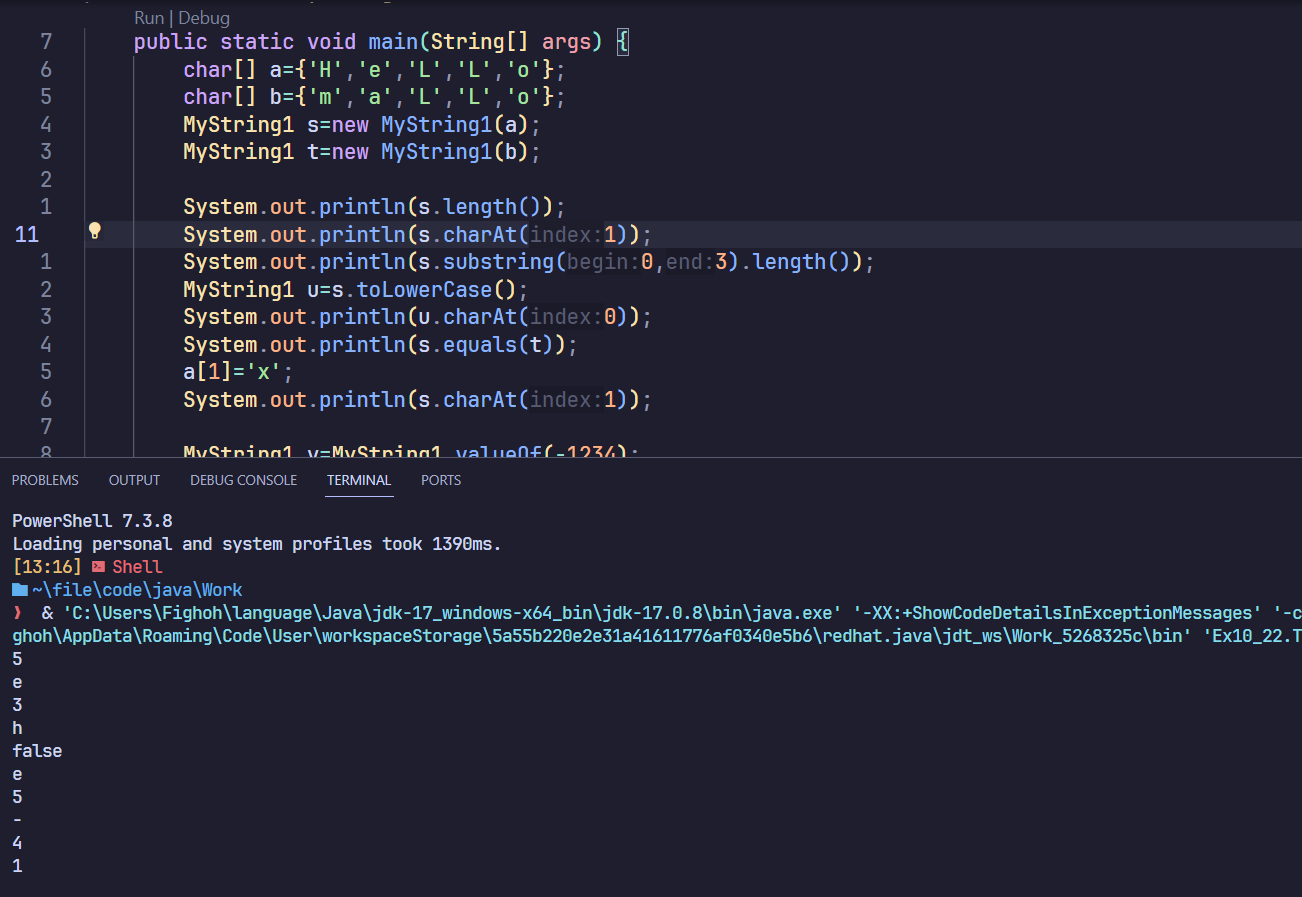 Run | Debug
7 public static void main(String[] args) {
6 char[] a={'H','e','L','L','o'};
5 char[] b={'m','a','L','L','o'};
4 MyString1 s=new MyString1(a);
3 MyString1 t=new MyString1(b);
2
1 System.out.println(s.length());
11 System.out.println(s.charAt(index:1));
1 System.out.println(s.substring(begin:0,end:3).length());
2 MyString1 u=s.toLowerCase();
3 System.out.println(u.charAt(index:0));
4 System.out.println(s.equals(t));
5 a[1]='x';
6 System.out.println(s.charAt(index:1));
7
8 MyString1 v=MyString1.valueOf(-1234);
PROBLEMS OUTPUT DEBUG CONSOLE TERMINAL PORTS
PowerShell 7.3.8
Loading personal and system profiles took 1390ms.
[13:16] Shell
~\file\code\java\Work
❯ & 'C:\Users\Fighoh\language\Java\jdk-17_windows-x64_bin\jdk-17.0.8\bin\java.exe' '-XX:+ShowCodeDetailsInExceptionMessages' '-c
ghoh\AppData\Roaming\Code\User\workspaceStorage\5a55b220e2e31a41611776af0340e5b6\redhat.java\jdt_ws\Work_5268325c\bin' 'Ex10_22.T
5
e
3
h
false
e
5
-
4
1